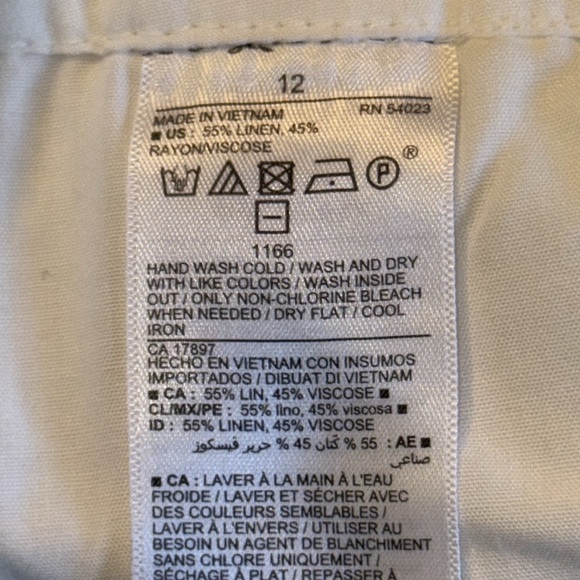 12
MADE IN VIETNAM RN 54023
■ US : 55% LINEN, 45%
RAYON/VISCOSE
P ®
1166
HAND WASH COLD / WASH AND DRY
WITH LIKE COLORS / WASH INSIDE
OUT / ONLY NON-CHLORINE BLEACH
WHEN NEEDED / DRY FLAT / COOL
IRON
CA 17897
HECHO EN VIETNAM CON INSUMOS
IMPORTADOS / DIBUAT DI VIETNAM
■ CA : 55% LIN, 45% VISCOSE ■
CL/MX/PE : 55% lino, 45% viscosa ■
ID : 55% LINEN, 45% VISCOSE
■ AE : 55 % كتان 45 % حرير فيسكوز
صناعي
■ CA : LAVER À LA MAIN À L'EAU
FROIDE / LAVER ET SÉCHER AVEC
DES COULEURS SEMBLABLES /
LAVER À L'ENVERS / UTILISER AU
BESOIN UN AGENT DE BLANCHIMENT
SANS CHLORE UNIQUEMENT /
SÉCHAGE À PLAT / REPASSER À